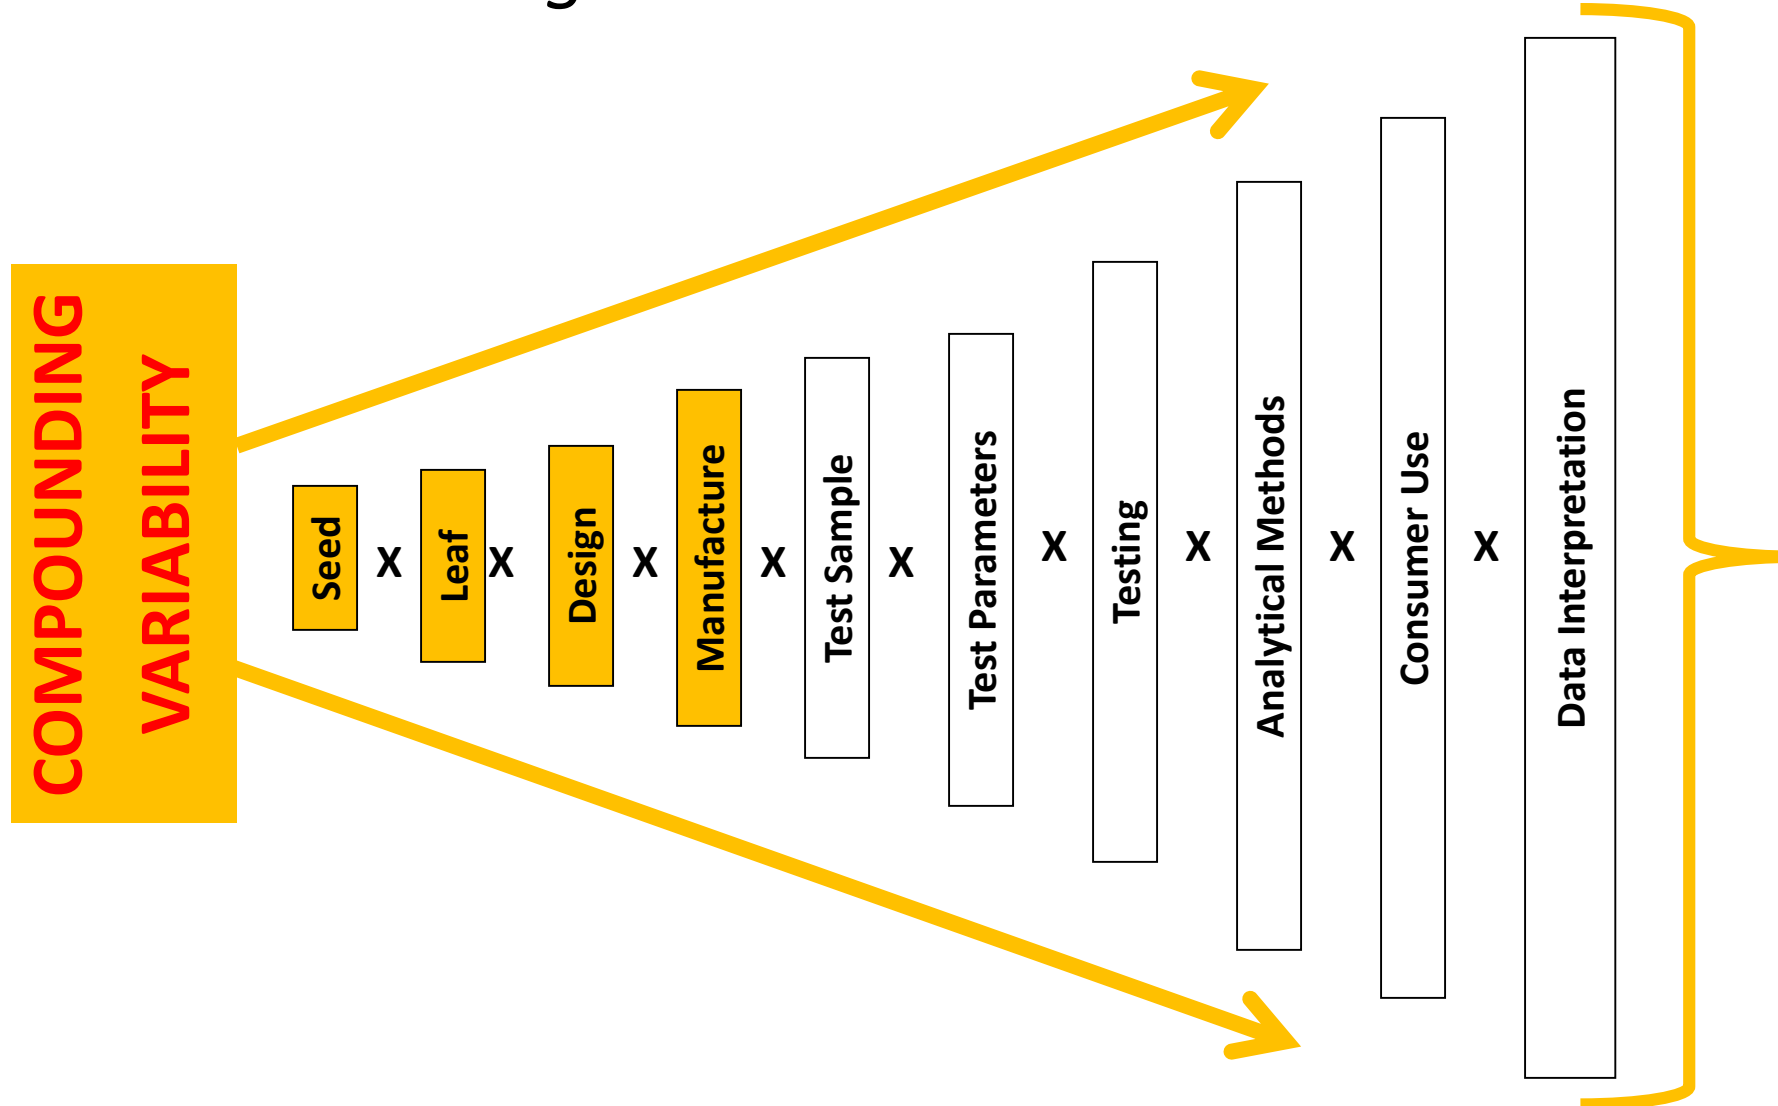 COMPOUNDING
VARIABILITY
Seed
X
Leaf
X
Design
X
Manufacture
X
Test Sample
X
Test Parameters
X
Testing
X
Analytical Methods
X
Consumer Use
X
Data Interpretation